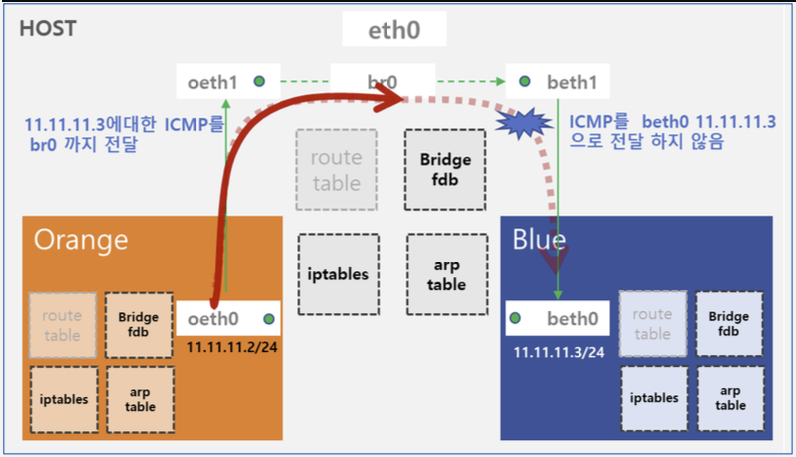 HOST
eth0
oeth1
br0
beth1
11.11.11.3에대한 ICMP를
br0 까지 전달
ICMP를 beth0 11.11.11.3
으로 전달 하지 않음
route
table
Bridge
fdb
iptables
arp
table
Orange
route
table
Bridge
fdb
oeth0
11.11.11.2/24
iptables
arp
table
Blue
beth0
11.11.11.3/24
route
table
Bridge
fdb
iptables
arp
table